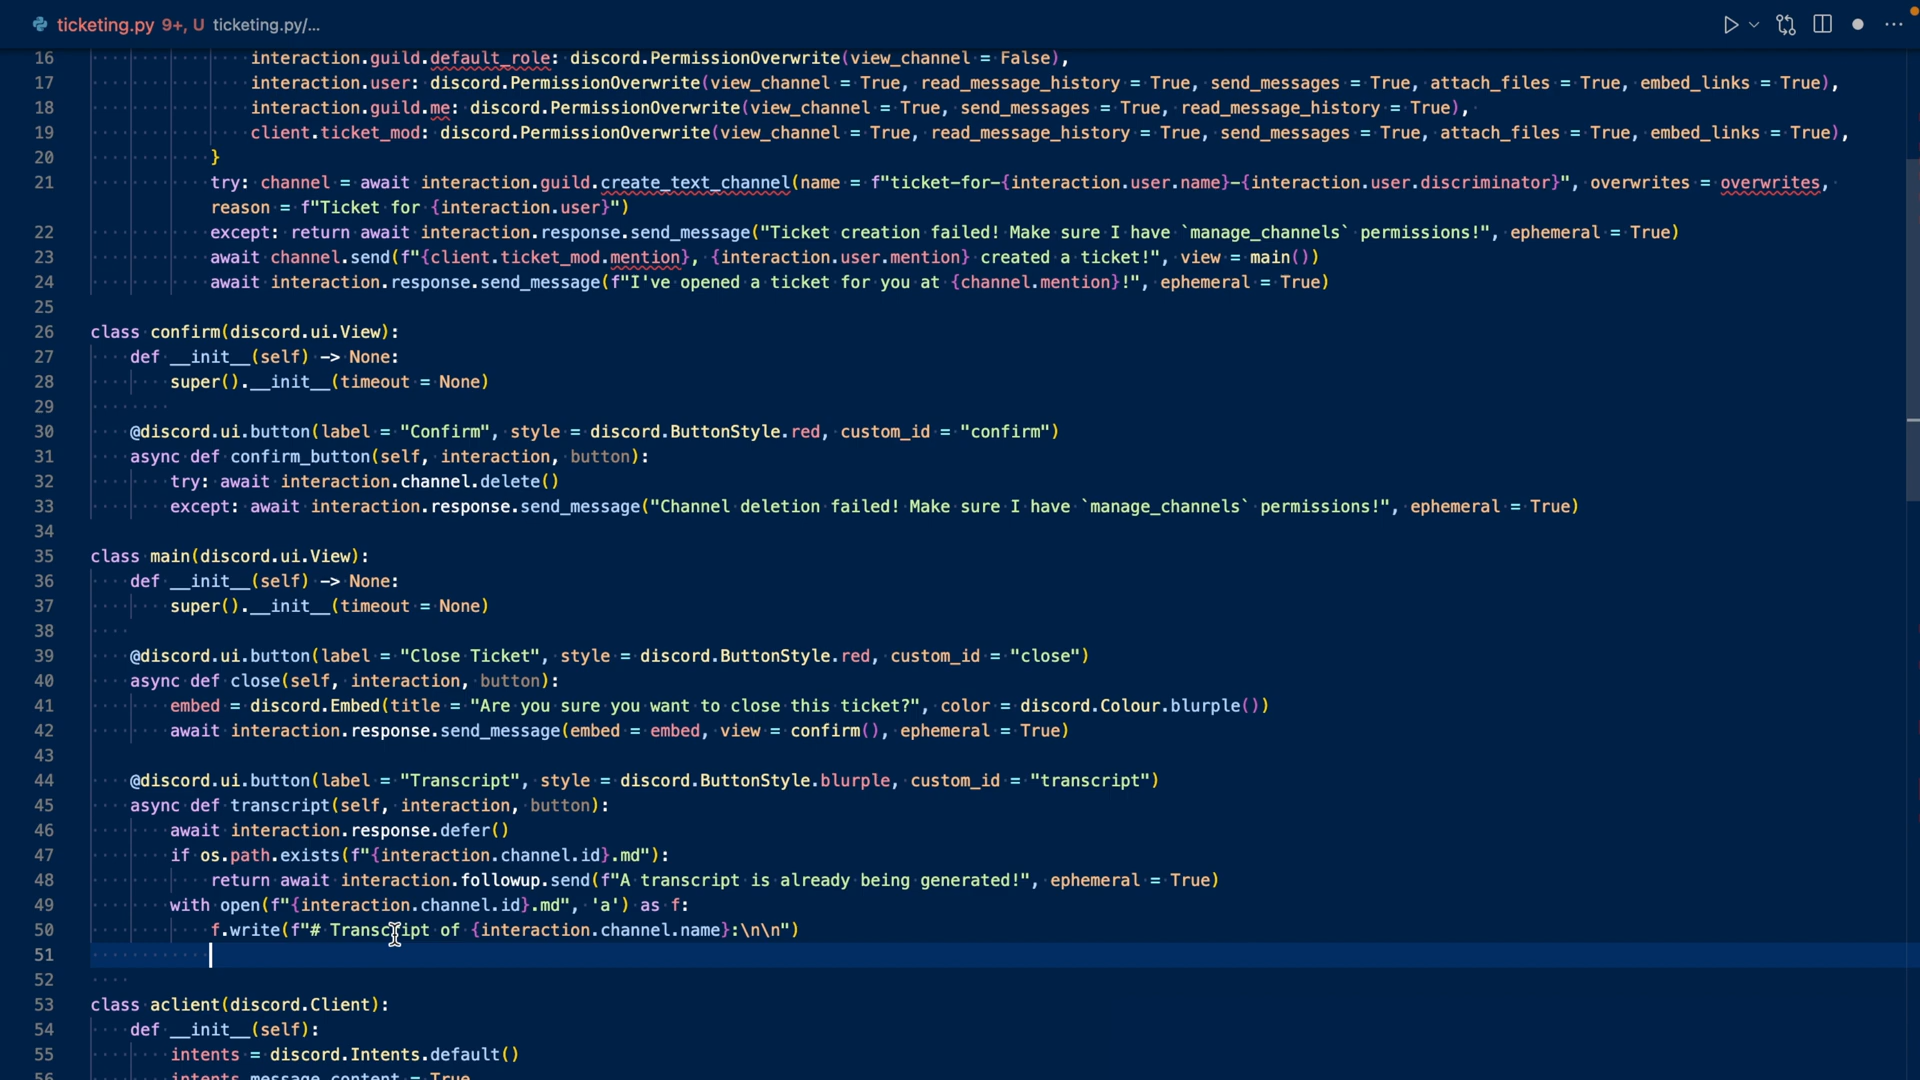 ticketing.py 9+, U ticketing.py/...
16 interaction.guild.default_role: discord.PermissionOverwrite(view_channel = False),
17 interaction.user: discord.PermissionOverwrite(view_channel = True, read_message_history = True, send_messages = True, attach_files = True, embed_links = True),
18 interaction.guild.me: discord.PermissionOverwrite(view_channel = True, send_messages = True, read_message_history = True),
19 client.ticket_mod: discord.PermissionOverwrite(view_channel = True, read_message_history = True, send_messages = True, attach_files = True, embed_links = True),
20 }
21 try: channel = await interaction.guild.create_text_channel(name = f"ticket-for-{interaction.user.name}-{interaction.user.discriminator}", overwrites = overwrites,
reason = f"Ticket for {interaction.user}")
22 except: return await interaction.response.send_message("Ticket creation failed! Make sure I have `manage_channels` permissions!", ephemeral = True)
23 await channel.send(f"{client.ticket_mod.mention}, {interaction.user.mention} created a ticket!", view = main())
24 await interaction.response.send_message(f"I've opened a ticket for you at {channel.mention}!", ephemeral = True)
25
26 class confirm(discord.ui.View):
27 def __init__(self) -> None:
28 super().__init__(timeout = None)
29
30 @discord.ui.button(label = "Confirm", style = discord.ButtonStyle.red, custom_id = "confirm")
31 async def confirm_button(self, interaction, button):
32 try: await interaction.channel.delete()
33 except: await interaction.response.send_message("Channel deletion failed! Make sure I have `manage_channels` permissions!", ephemeral = True)
34
35 class main(discord.ui.View):
36 def __init__(self) -> None:
37 super().__init__(timeout = None)
38
39 @discord.ui.button(label = "Close Ticket", style = discord.ButtonStyle.red, custom_id = "close")
40 async def close(self, interaction, button):
41 embed = discord.Embed(title = "Are you sure you want to close this ticket?", color = discord.Colour.blurple())
42 await interaction.response.send_message(embed = embed, view = confirm(), ephemeral = True)
43
44 @discord.ui.button(label = "Transcript", style = discord.ButtonStyle.blurple, custom_id = "transcript")
45 async def transcript(self, interaction, button):
46 await interaction.response.defer()
47 if os.path.exists(f"{interaction.channel.id}.md"):
48 return await interaction.followup.send(f"A transcript is already being generated!", ephemeral = True)
49 with open(f"{interaction.channel.id}.md", 'a') as f:
50 f.write(f"# Transcript of {interaction.channel.name}:\n\n")
51
52
53 class aclient(discord.Client):
54 def __init__(self):
55 intents = discord.Intents.default()
56 intents.message_content = True